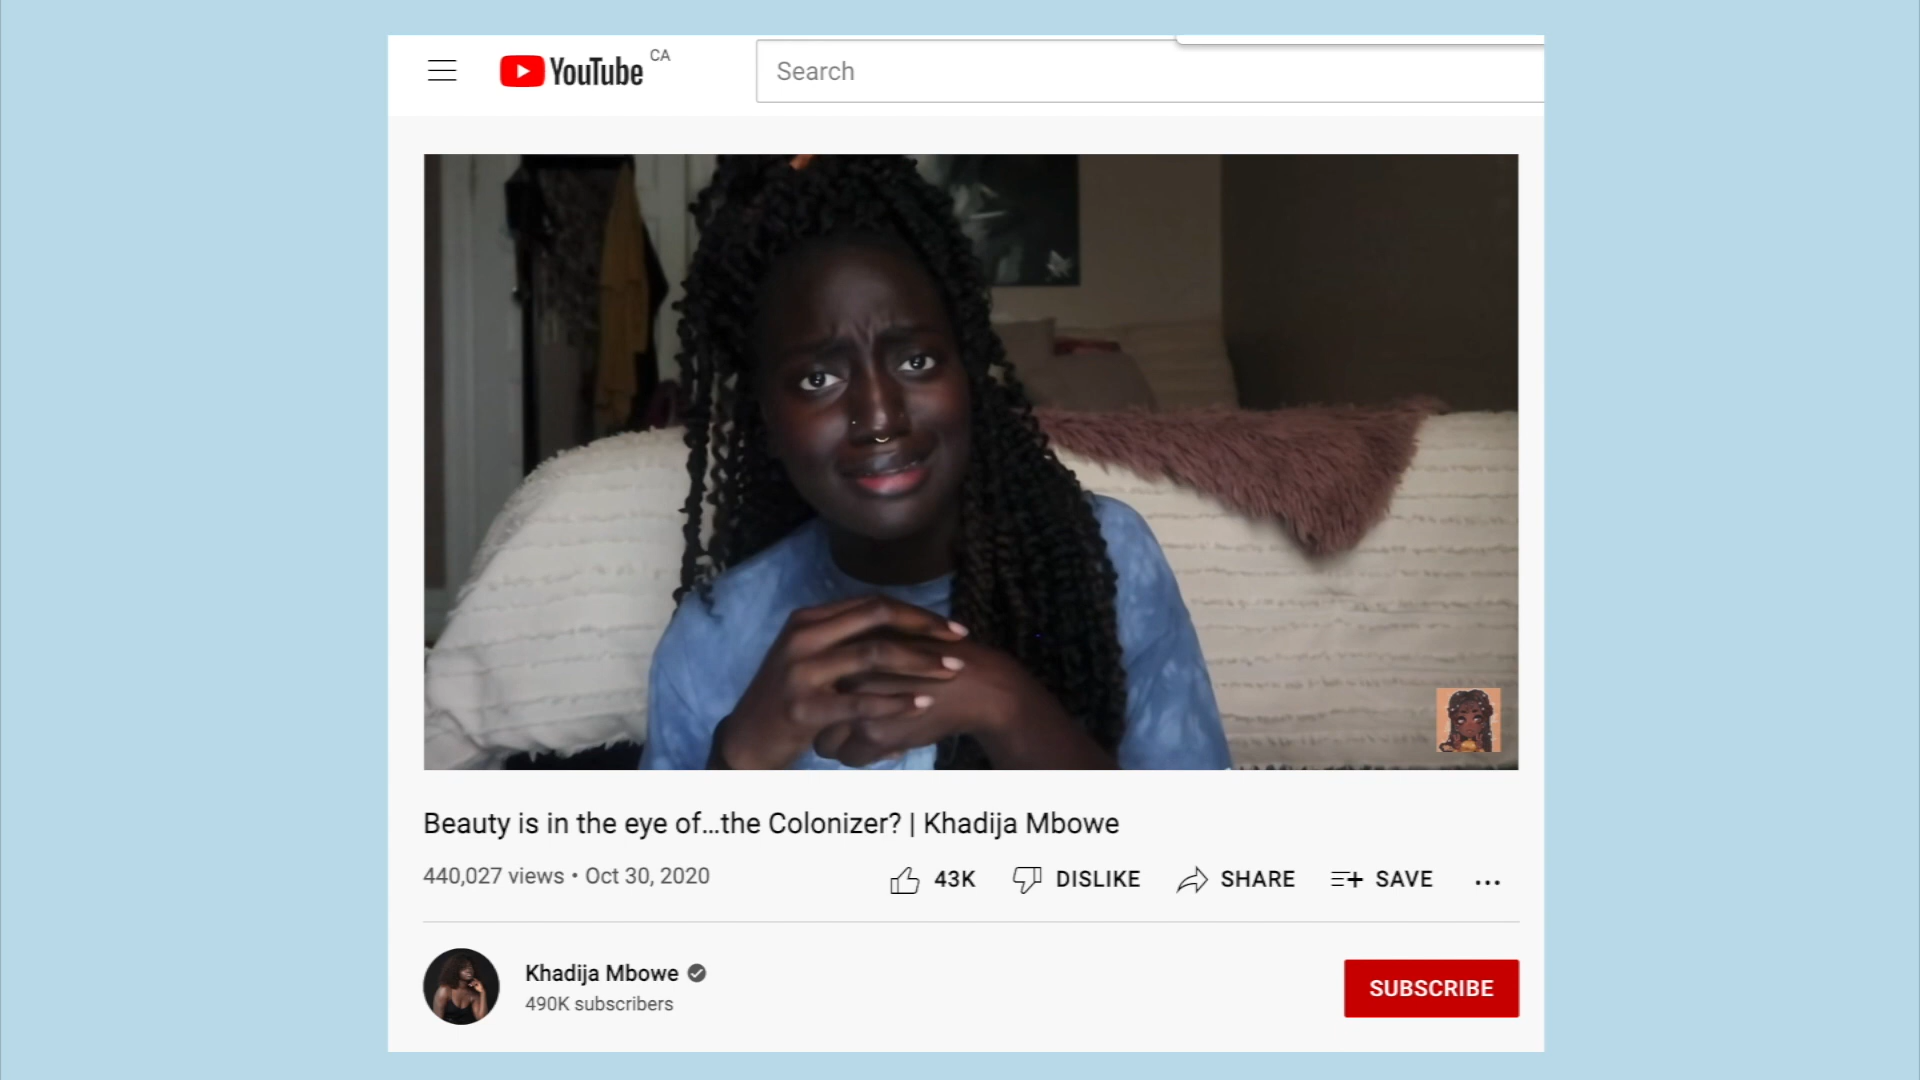 YouTube CA
Search
Beauty is in the eye of...the Colonizer? | Khadija Mbowe
440,027 views • Oct 30, 2020
43K
DISLIKE
SHARE
SAVE
Khadija Mbowe
490K subscribers
SUBSCRIBE